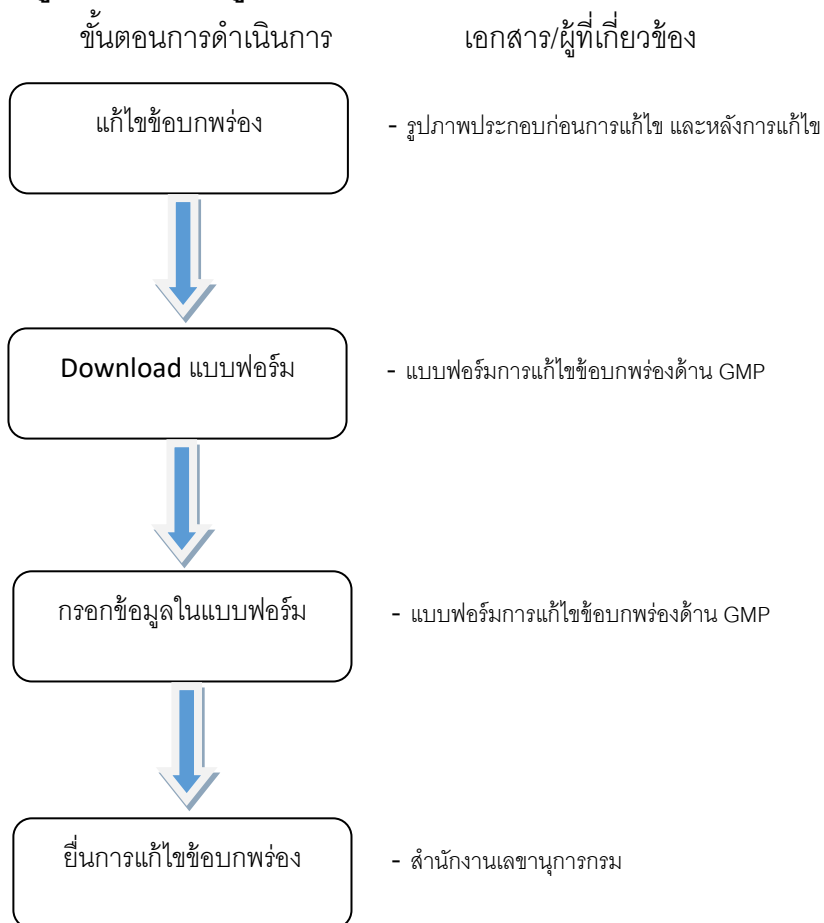 ขั้นตอนการดำเนินการ เอกสาร/ผู้ที่เกี่ยวข้อง
แก้ไขข้อบกพร่อง - รูปภาพประกอบก่อนการแก้ไข และหลังการแก้ไข
Download แบบฟอร์ม - แบบฟอร์มการแก้ไขข้อบกพร่องด้าน GMP
กรอกข้อมูลในแบบฟอร์ม - แบบฟอร์มการแก้ไขข้อบกพร่องด้าน GMP
ยื่นการแก้ไขข้อบกพร่อง - สำนักงานเลขานุการกรม